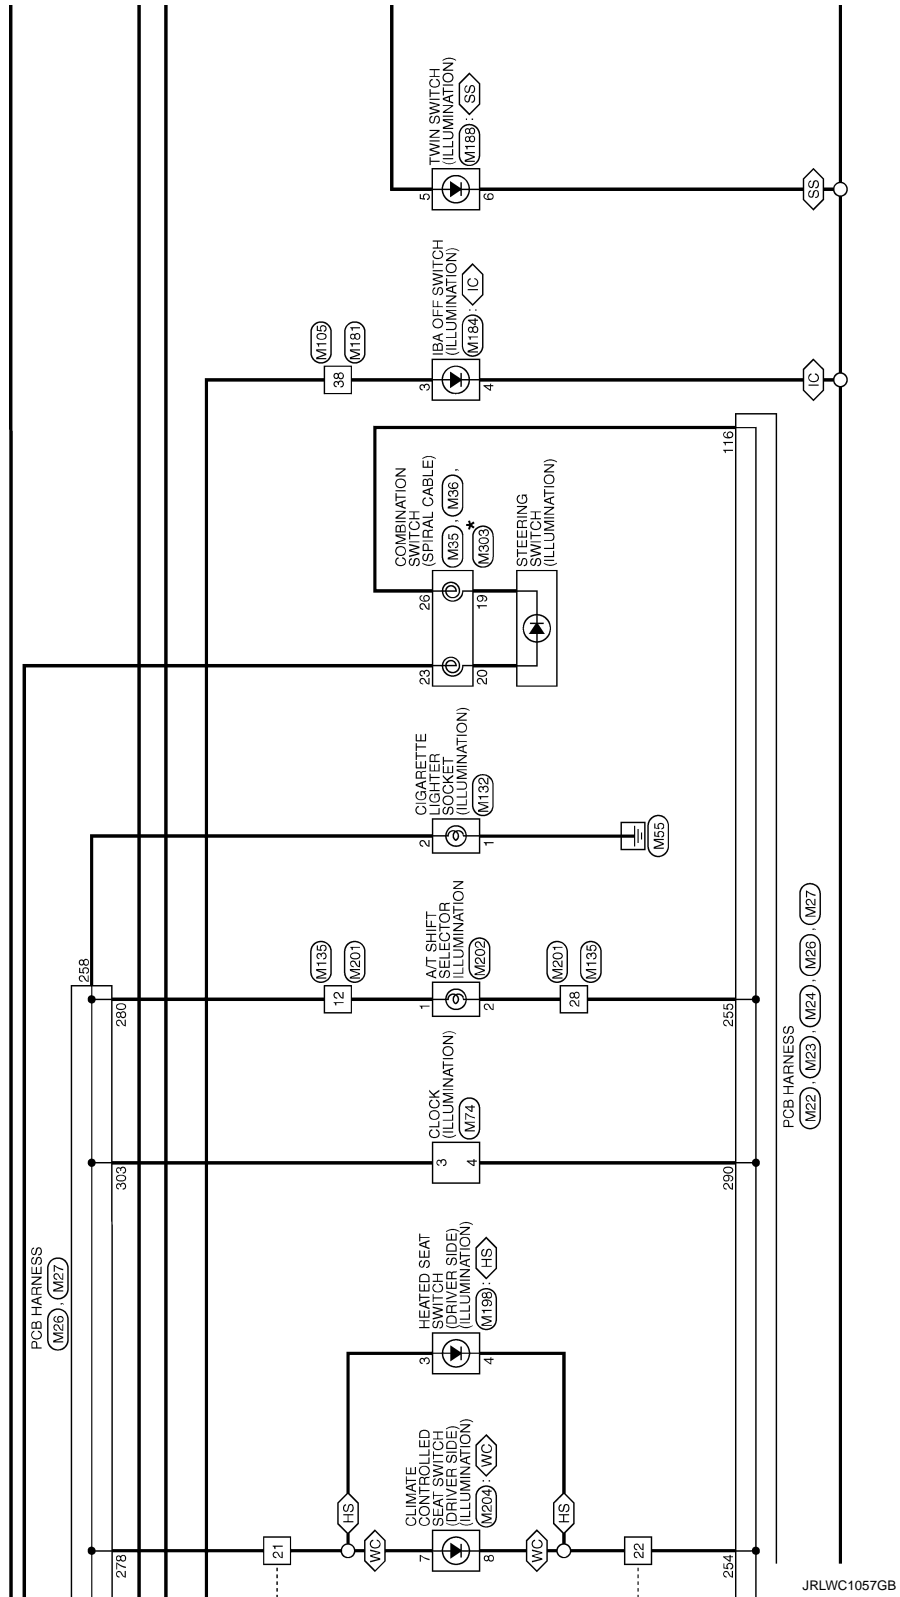 TWIN SWITCH
(ILLUMINATION)
M188 : SS
5
6
SS
IBA OFF SWITCH
(ILLUMINATION)
M184 : IC
M105
M181
38
3
4
IC
116
COMBINATION
SWITCH
(SPIRAL CABLE)
M35 , M36 ,
*
M303
26
19
23
20
STEERING
SWITCH
(ILLUMINATION)
CIGARETTE
LIGHTER
SOCKET
(ILLUMINATION)
M132
2
1
M55
258
A/T SHIFT
SELECTOR
ILLUMINATION
M202
M135
M201
280
12
1
2
M201
M135
28
255
PCB HARNESS
M22 , M23 , M24 , M26 , M27
CLOCK
(ILLUMINATION)
M74
303
3
4
290
PCB HARNESS
M26 , M27
HEATED SEAT
SWITCH
(DRIVER SIDE)
(ILLUMINATION)
M198 : HS
3
4
CLIMATE
CONTROLLED
SEAT SWITCH
(DRIVER SIDE)
(ILLUMINATION)
M204 : WC
HS
HS
278
21
WC
7
8
WC
22
254
JRLWC1057GB